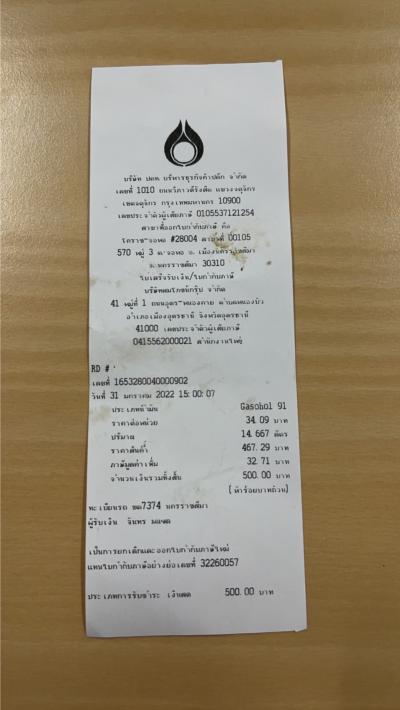 บริษัท ปตท. บริหารธุรกิจค้าปลีก จำกัด
เลขที่ 1010 ถนนวิภาวดีรังสิต แขวงจตุจักร
เขตจตุจักร กรุงเทพมหานคร 10900
เลขประจำตัวผู้เสียภาษี 0105537121254
สาขาที่ออกใบกำกับภาษี คือ
โคราช-จอหอ #28004 สาขาที่ 00105
570 หมู่ 3 ต.จอหอ อ. เมืองนครราชสีมา
จ.นครราชสีมา 30310
ใบเสร็จรับเงิน/ใบกำกับภาษี
41 หมู่ที่ 1 ถนนอุดร-หนองคาย ตำบลหมากแข้ง
อำเภอเมืองอุดรธานี จังหวัดอุดรธานี
41000 เลขประจำตัวผู้เสียภาษี
0415562000021 สำนักงานใหญ่
RD #
เลขที่ 1653280040000902
วันที่ 31 มกราคม 2022 15:00:07
ประเภทน้ำมัน Gasohol 91
ราคาต่อหน่วย 34.09 บาท
ปริมาณ 14.667 ลิตร
ราคาสินค้า 467.29 บาท
ภาษีมูลค่าเพิ่ม 32.71 บาท
จำนวนเงินรวมทั้งสิ้น 500.00 บาท
(ห้าร้อยบาทถ้วน)
ทะเบียนรถ 7374 นครราชสีมา
ผู้รับเงิน จันทร
เป็นการยกเลิกและออกใบกำกับภาษีใหม่
แทนใบกำกับภาษีอย่างย่อเลขที่ 32260057
ประเภทการรับชำระ เงินสด 500.00 บาท